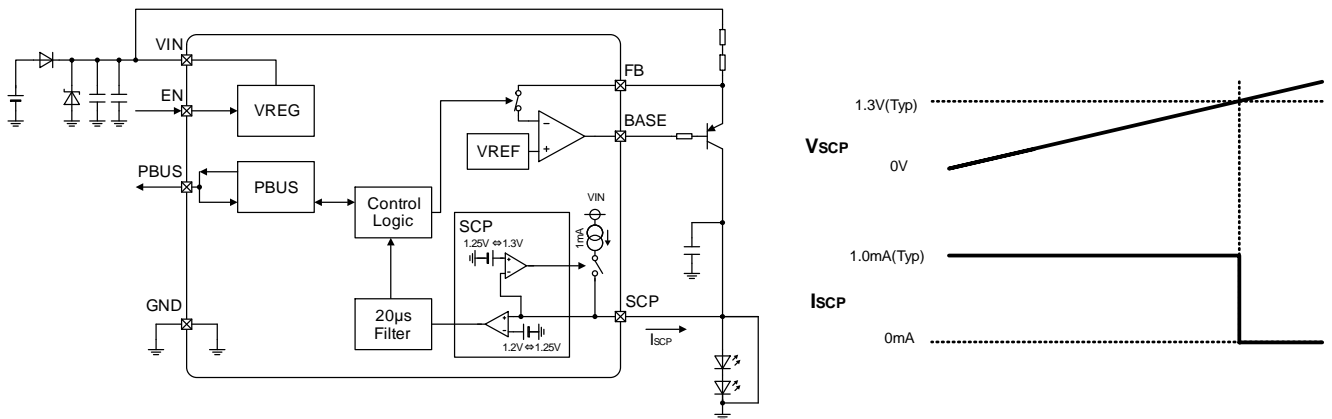 VIN
EN
VREG
PBUS
PBUS
Control
Logic
GND
20µs
Filter
FB
BASE
VREF
VIN
1mA
SCP
1.25V ⇔ 1.3V
1.2V ⇔ 1.25V
SCP
ISCP
1.3V(Typ)
VSCP
0V
1.0mA(Typ)
ISCP
0mA